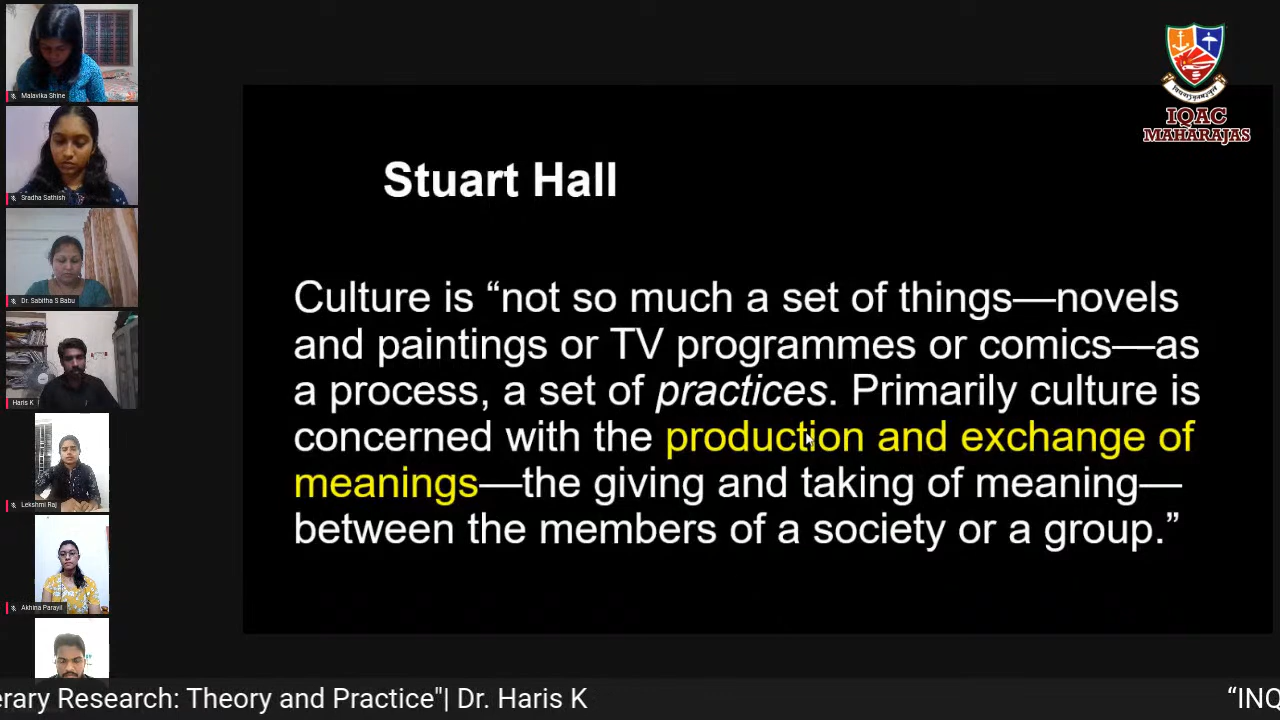 Malavika Shine
Sradha Sathish
Dr. Sabitha S Babu
Haris K
Lekshmi Raj
Akhina Parayil
IQAC
MAHARAJAS
Stuart Hall
Culture is “not so much a set of things—novels
and paintings or TV programmes or comics—as
a process, a set of practices. Primarily culture is
concerned with the production and exchange of
meanings—the giving and taking of meaning—
between the members of a society or a group.”
erary Research: Theory and Practice"| Dr. Haris K
“INQ